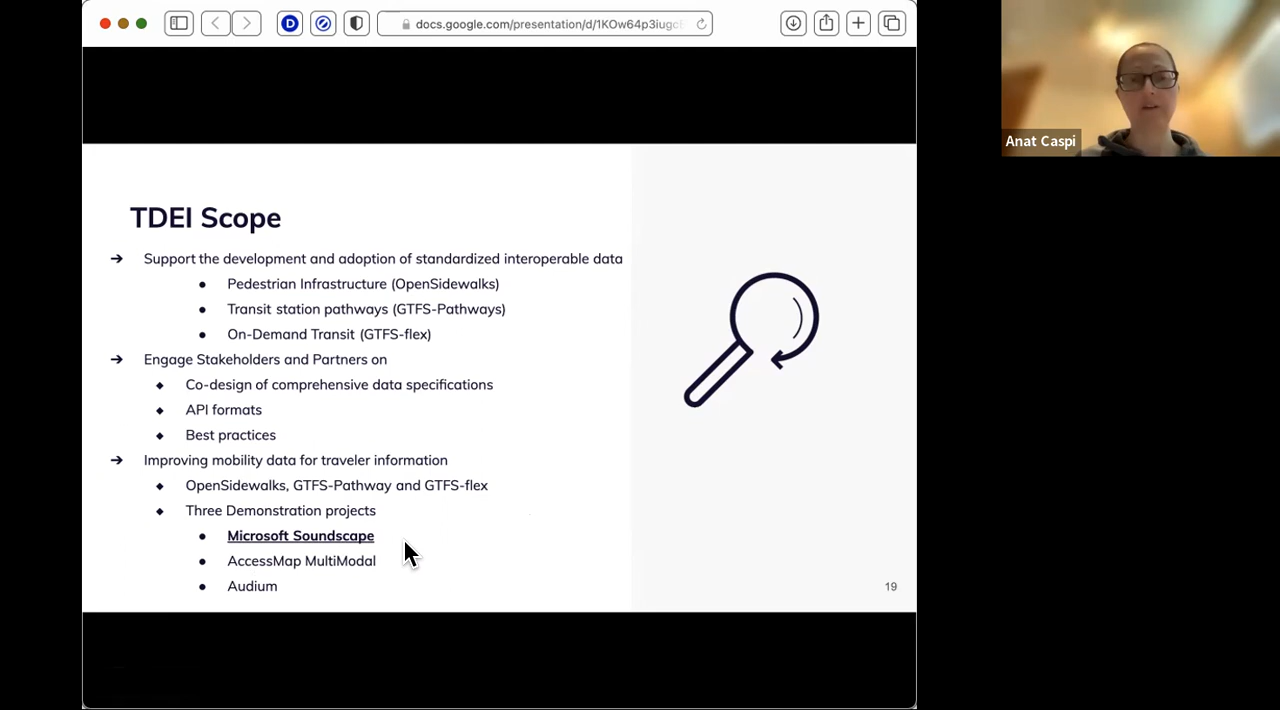 D
docs.google.com/presentation/d/1KOw64p3iugc
Anat Caspi
TDEI Scope
➔ Support the development and adoption of standardized interoperable data
● Pedestrian Infrastructure (OpenSidewalks)
● Transit station pathways (GTFS-Pathways)
● On-Demand Transit (GTFS-flex)
➔ Engage Stakeholders and Partners on
◆ Co-design of comprehensive data specifications
◆ API formats
◆ Best practices
➔ Improving mobility data for traveler information
◆ OpenSidewalks, GTFS-Pathway and GTFS-flex
◆ Three Demonstration projects
● Microsoft Soundscape
● AccessMap MultiModal
● Audium
19